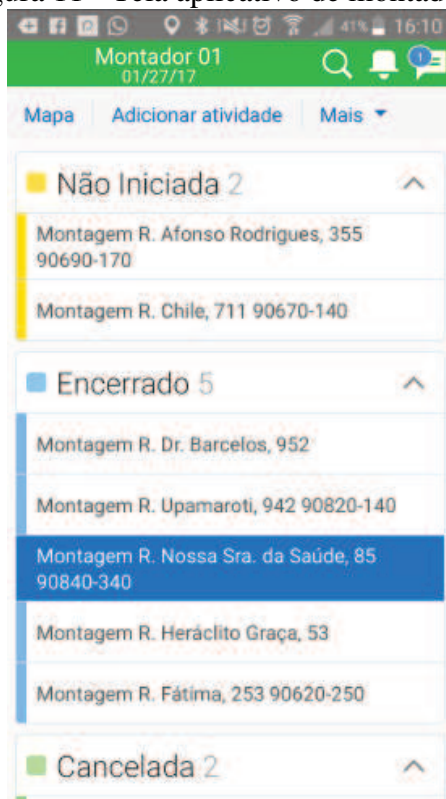 41% 16:10
Montador 01
01/27/17
1
Mapa Adicionar atividade Mais
Não Iniciada 2
Montagem R. Afonso Rodrigues, 355
90690-170
Montagem R. Chile, 711 90670-140
Encerrado 5
Montagem R. Dr. Barcelos, 952
Montagem R. Upamaroti, 942 90820-140
Montagem R. Nossa Sra. da Saúde, 85
90840-340
Montagem R. Heráclito Graça, 53
Montagem R. Fátima, 253 90620-250
Cancelada 2